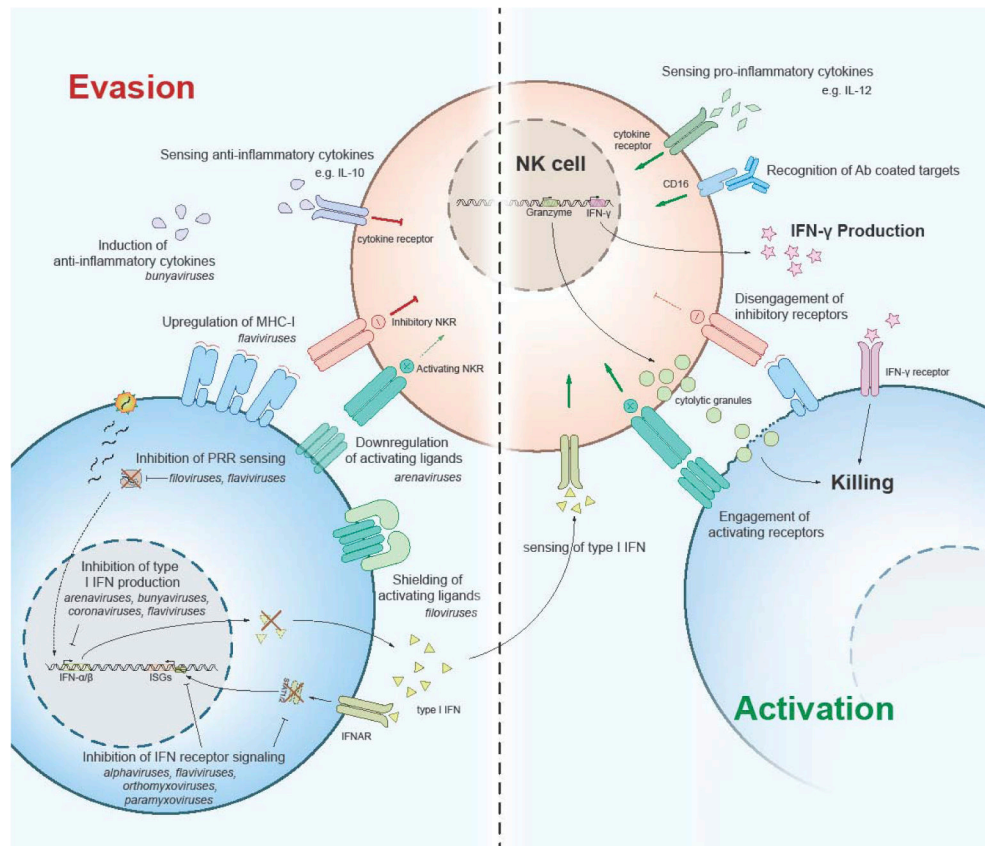 Evasion
Sensing anti-inflammatory cytokines
e.g. IL-10
cytokine receptor
Induction of
anti-inflammatory cytokines
bunyaviruses
Upregulation of MHC-I
flaviviruses
Inhibitory NKR
Activating NKR
Downregulation
of activating ligands
arenaviruses
Inhibition of PRR sensing
filoviruses, flaviviruses
Shielding of
activating ligands
filoviruses
Inhibition of type
I IFN production
arenaviruses, bunyaviruses,
coronaviruses, flaviviruses
IFN-α/β
ISGs
type I IFN
IFNAR
Inhibition of IFN receptor signaling
alphaviruses, flaviviruses,
orthomyxoviruses,
paramyxoviruses
NK cell
Granzyme
IFN-γ
Sensing pro-inflammatory cytokines
e.g. IL-12
cytokine
receptor
CD16
Recognition of Ab coated targets
IFN-γ Production
Disengagement of
inhibitory receptors
IFN-γ receptor
cytolytic granules
Killing
Engagement of
activating receptors
sensing of type I IFN
Activation